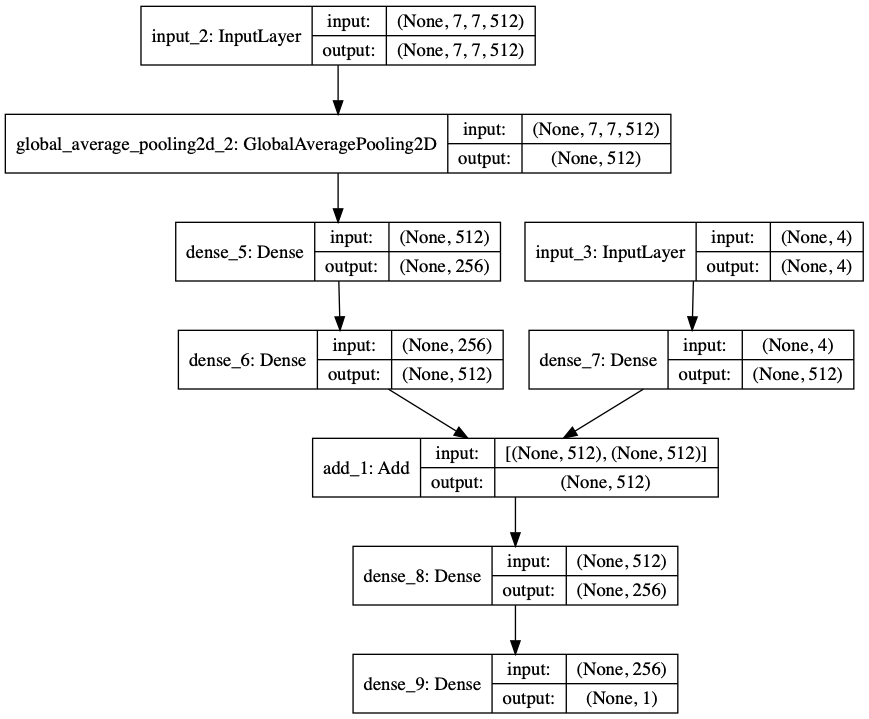 input_2: InputLayer
input: (None, 7, 7, 512)
output: (None, 7, 7, 512)
global_average_pooling2d_2: GlobalAveragePooling2D
input: (None, 7, 7, 512)
output: (None, 512)
dense_5: Dense
input: (None, 512)
output: (None, 256)
input_3: InputLayer
input: (None, 4)
output: (None, 4)
dense_6: Dense
input: (None, 256)
output: (None, 512)
dense_7: Dense
input: (None, 4)
output: (None, 512)
add_1: Add
input: [(None, 512), (None, 512)]
output: (None, 512)
dense_8: Dense
input: (None, 512)
output: (None, 256)
dense_9: Dense
input: (None, 256)
output: (None, 1)